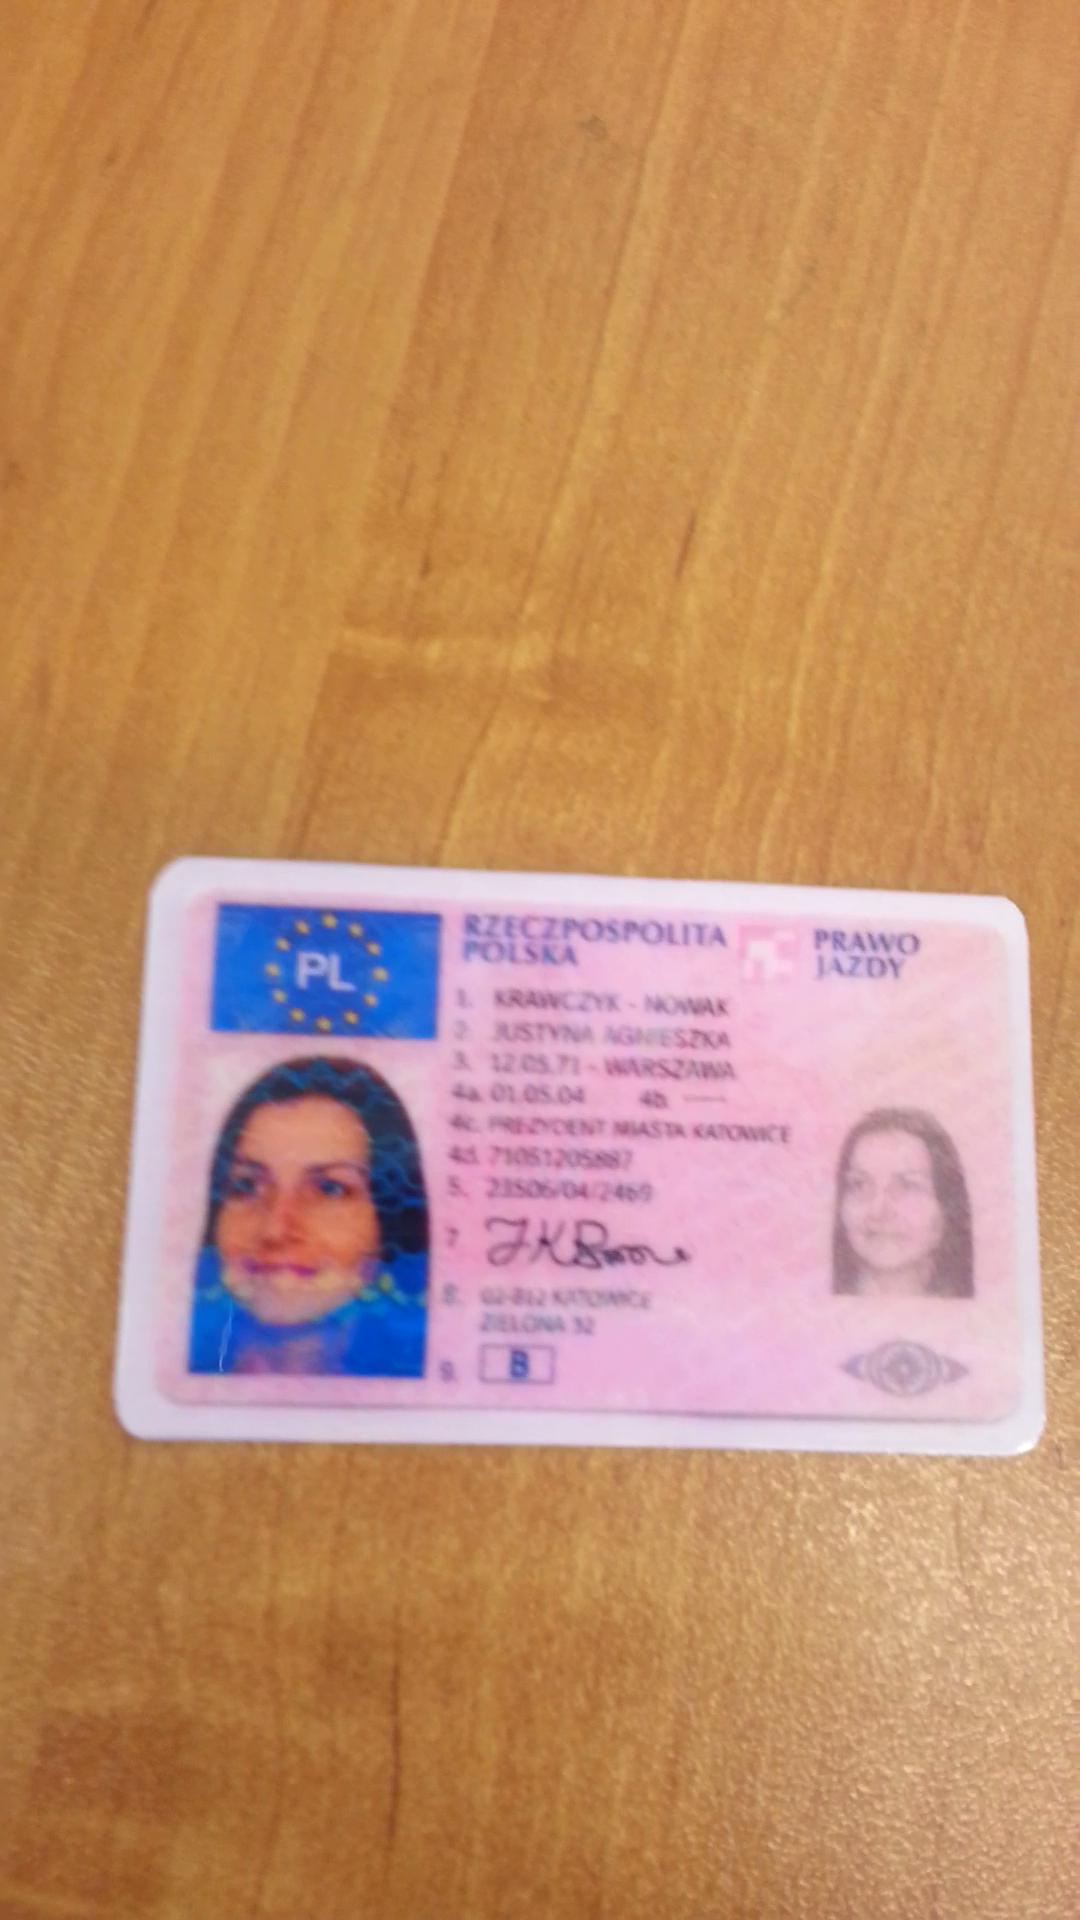 PL
RZECZPOSPOLITA
POLSKA
PRAWO
JAZDY
1. KRAWCZYK - NOWAK
2. JUSTYNA AGNIESZKA
3. 12.05.71 - WARSZAWA
4a. 01.05.04 4b. ----
4c. PREZYDENT MIASTA KATOWICE
4d. 71051205887
5. 23506/04/2469
7
8. 02-812 KATOWICE
ZIELONA 32
9. B